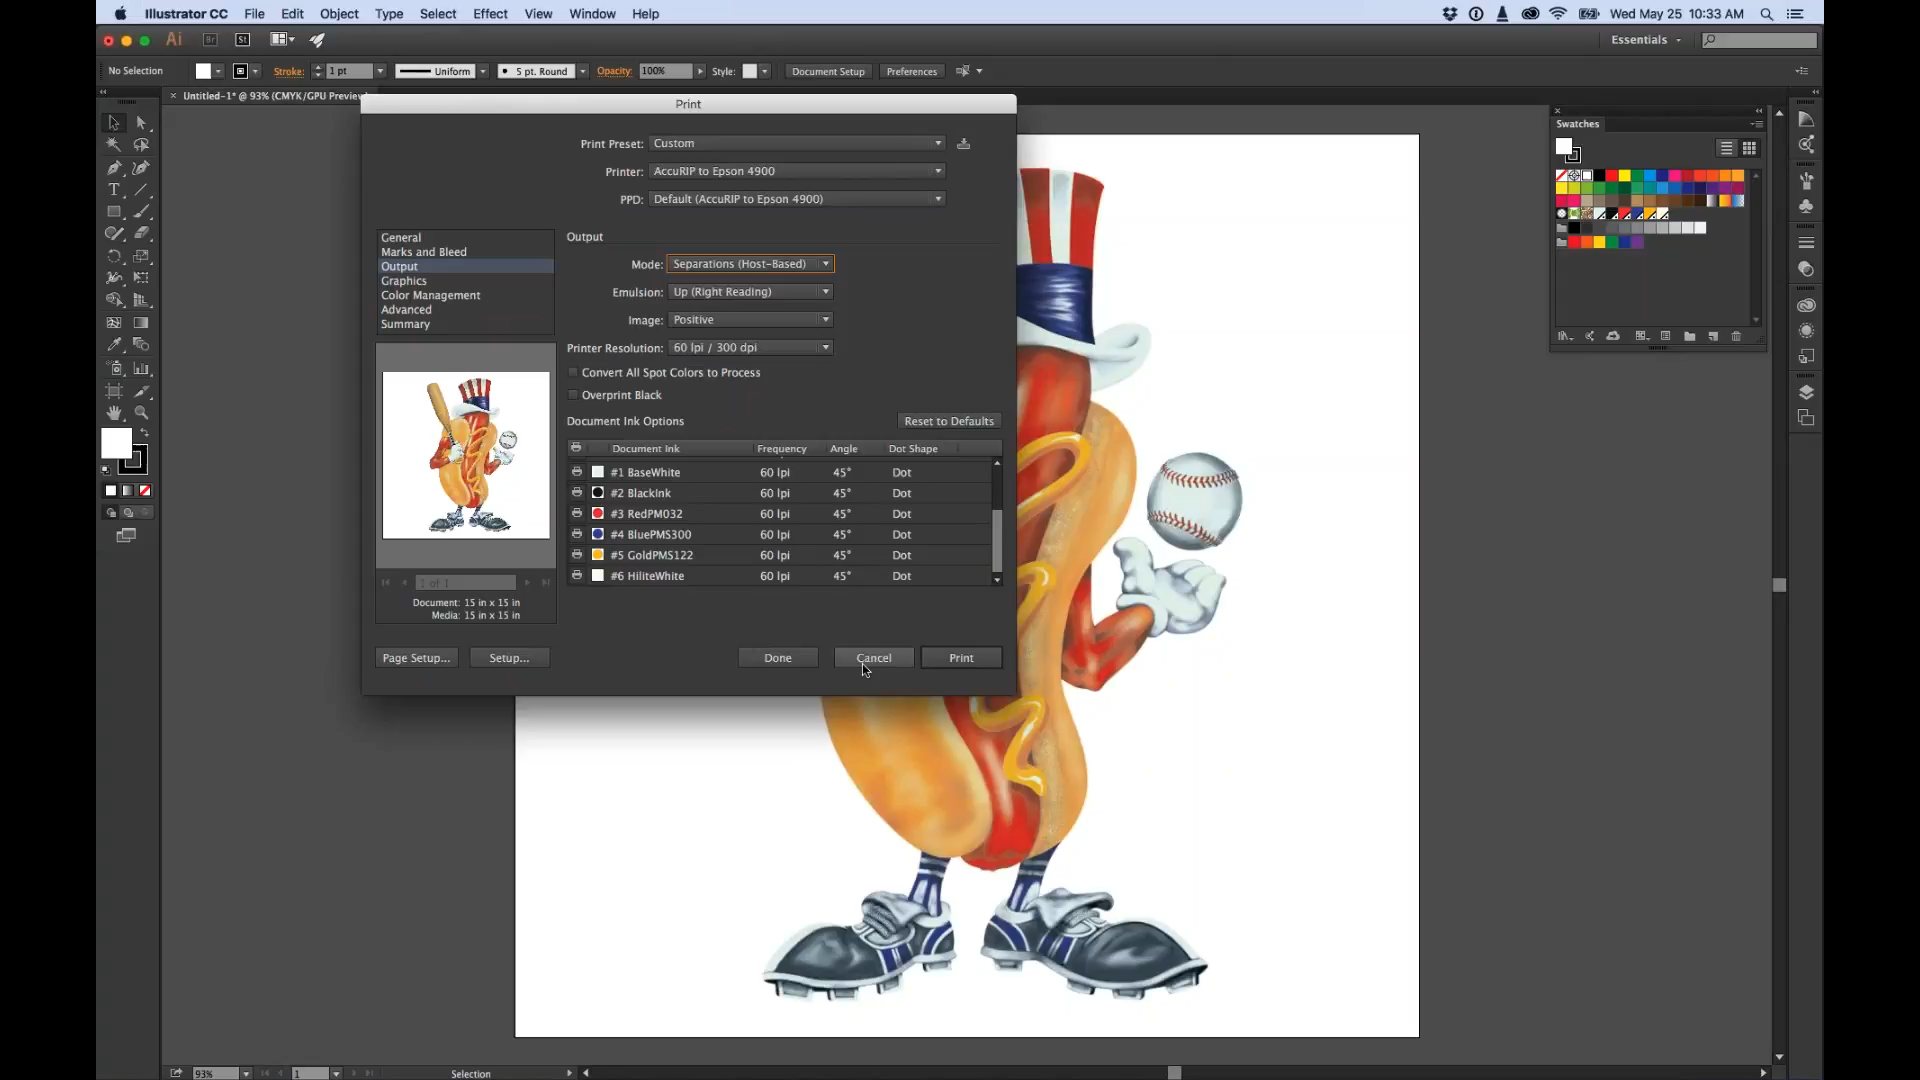 Illustrator CC File Edit Object Type Select Effect View Window Help Wed May 25 10:33 AM
Ai Br St Essentials
No Selection Stroke: 1 pt Uniform 5 pt. Round Opacity: 100% Style: Document Setup Preferences
Untitled-1* @ 93% (CMYK/GPU Preview
Print
Swatches
Print Preset: Custom
Printer: AccuRIP to Epson 4900
PPD: Default (AccuRIP to Epson 4900)
General
Marks and Bleed
Output
Graphics
Color Management
Advanced
Summary
Output
Mode: Separations (Host-Based)
Emulsion: Up (Right Reading)
Image: Positive
Printer Resolution: 60 lpi / 300 dpi
Convert All Spot Colors to Process
Overprint Black
Document Ink Options Reset to Defaults
Document Ink Frequency Angle Dot Shape
#1 BaseWhite 60 lpi 45° Dot
#2 BlackInk 60 lpi 45° Dot
#3 RedPM032 60 lpi 45° Dot
#4 BluePMS300 60 lpi 45° Dot
#5 GoldPMS122 60 lpi 45° Dot
#6 HiliteWhite 60 lpi 45° Dot
1 of 1
Document: 15 in x 15 in
Media: 15 in x 15 in
Page Setup... Setup... Done Cancel Print
93% 1 Selection